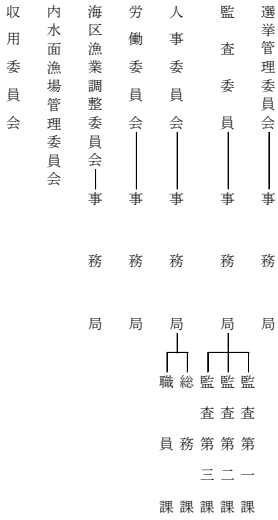 選挙管理委員会 事務局
監査委員 事務局
監査第一課
監査第二課
監査第三課
人事委員会 事務局
総務課
職員課
労働委員会 事務局
海区漁業調整委員会 事務局
内水面漁場管理委員会
収用委員会